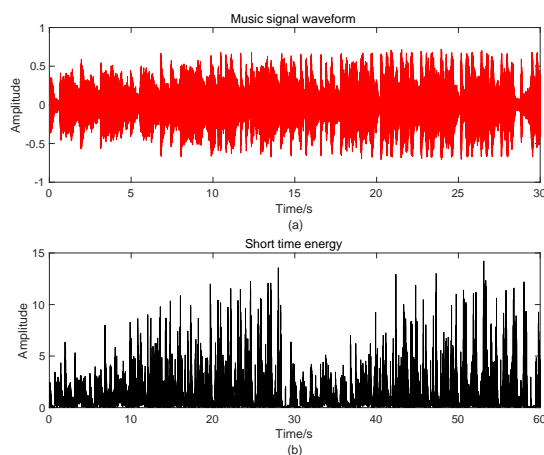 Music signal waveform
1
0.5
0
-0.5
-1
Amplitude
0 5 10 15 20 25 30
Time/s
(a)
Short time energy
15
10
5
0
Amplitude
0 10 20 30 40 50 60
Time/s
(b)